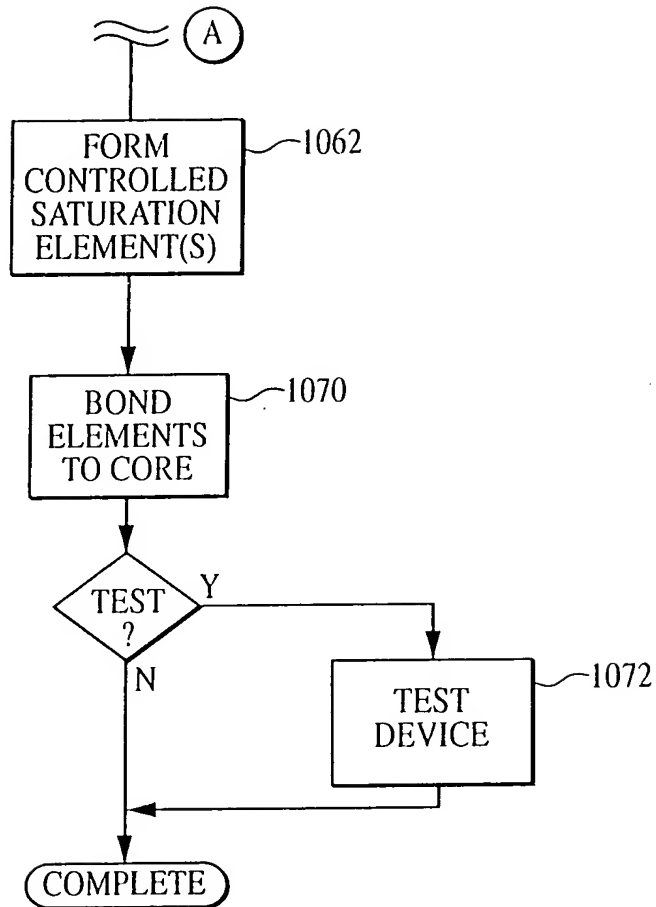 A
FORM
CONTROLLED
SATURATION
ELEMENT(S)
1062
BOND
ELEMENTS
TO CORE
1070
TEST
?
Y
N
TEST
DEVICE
1072
COMPLETE